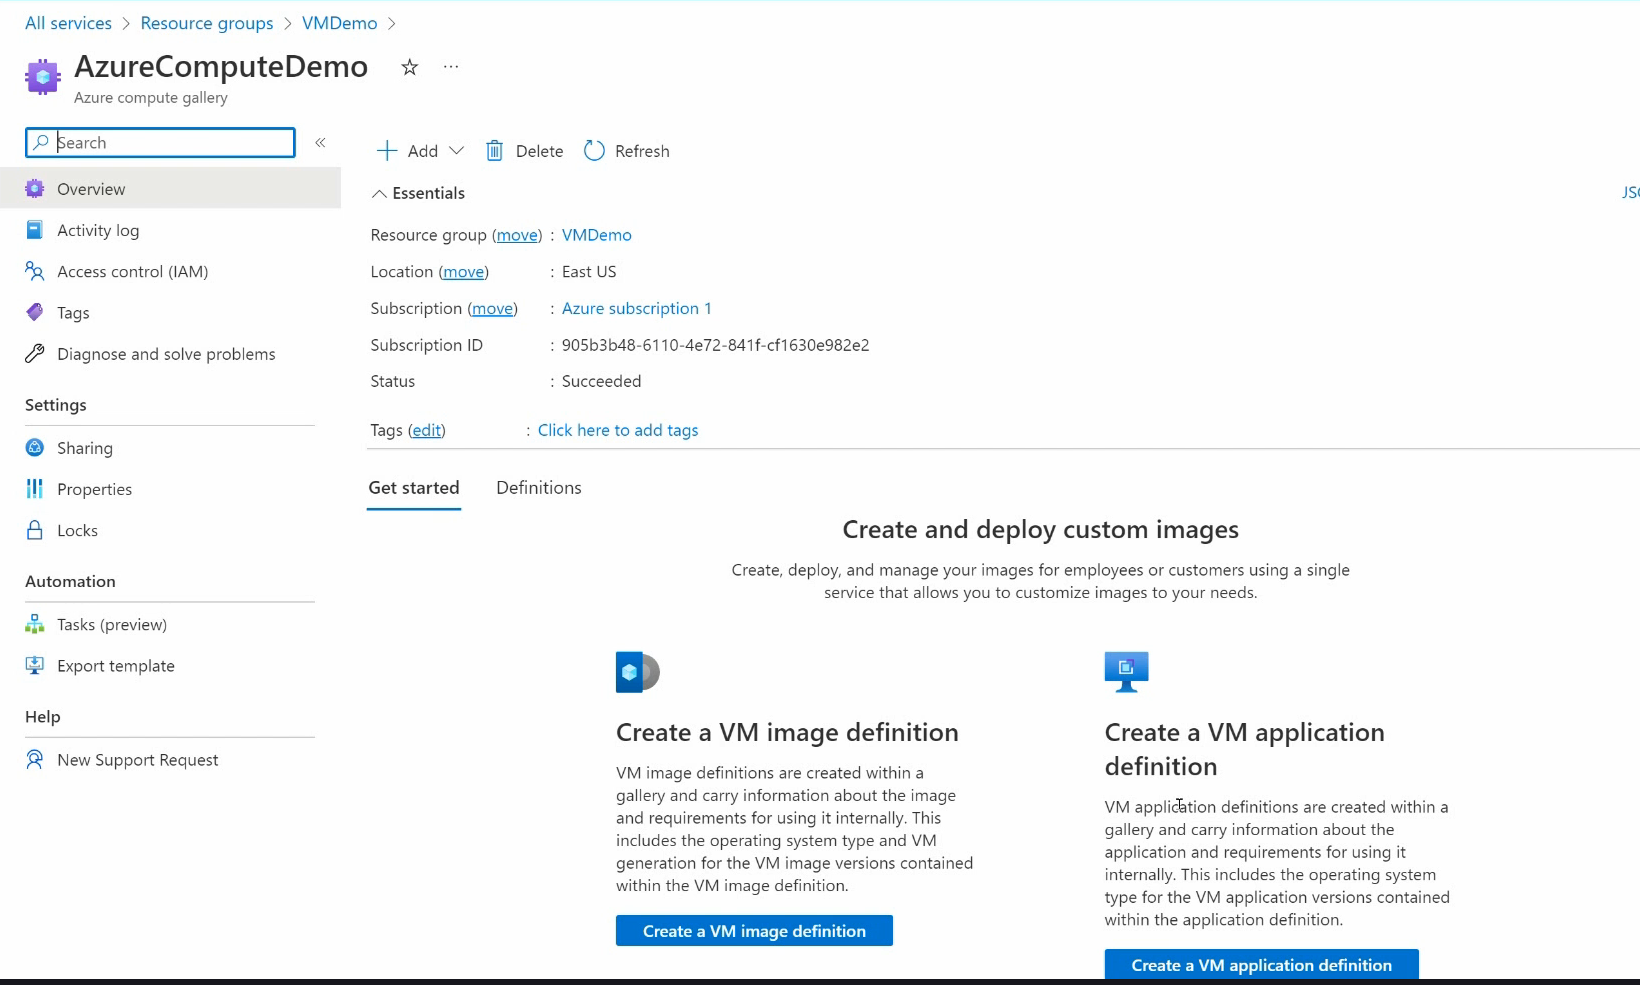 All services > Resource groups > VMDemo >
AzureComputeDemo
Azure compute gallery
Search
«
Overview
Activity log
Access control (IAM)
Tags
Diagnose and solve problems
Settings
Sharing
Properties
Locks
Automation
Tasks (preview)
Export template
Help
New Support Request
Add Delete Refresh
Essentials
Resource group (move) : VMDemo
Location (move) : East US
Subscription (move) : Azure subscription 1
Subscription ID : 905b3b48-6110-4e72-841f-cf1630e982e2
Status : Succeeded
Tags (edit) : Click here to add tags
Get started Definitions
Create and deploy custom images
Create, deploy, and manage your images for employees or customers using a single
service that allows you to customize images to your needs.
Create a VM image definition
VM image definitions are created within a
gallery and carry information about the image
and requirements for using it internally. This
includes the operating system type and VM
generation for the VM image versions contained
within the VM image definition.
Create a VM image definition
Create a VM application
definition
VM application definitions are created within a
gallery and carry information about the
application and requirements for using it
internally. This includes the operating system
type for the VM application versions contained
within the application definition.
Create a VM application definition